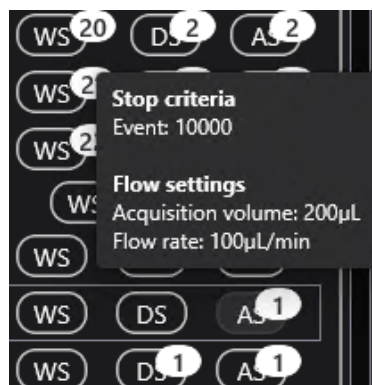 WS 20 DS 2 AS 2
WS
Stop criteria
Event: 10000
WS
Flow settings
Acquisition volume: 200µL
Flow rate: 100µL/min
WS
WS DS AS 1
WS DS 1 AS 1